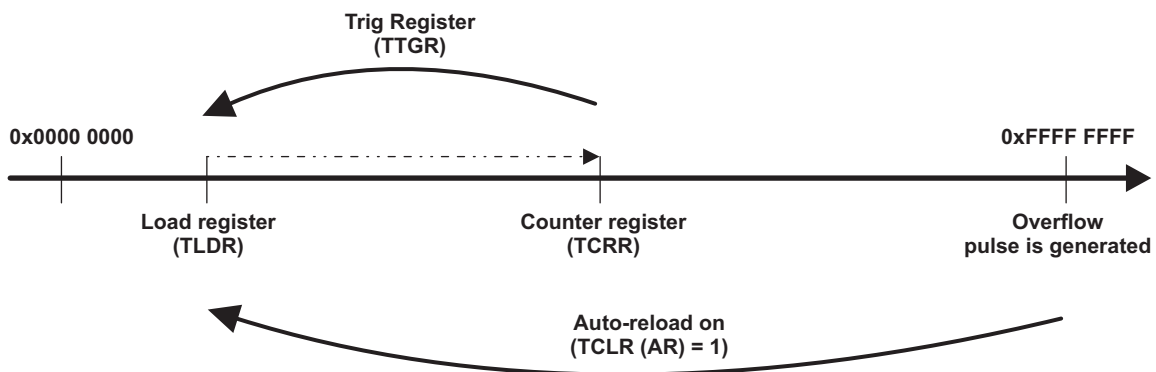 Trig Register
(TTGR)
0x0000 0000
0xFFFF FFFF
Load register
(TLDR)
Counter register
(TCRR)
Overflow
pulse is generated
Auto-reload on
(TCLR (AR) = 1)